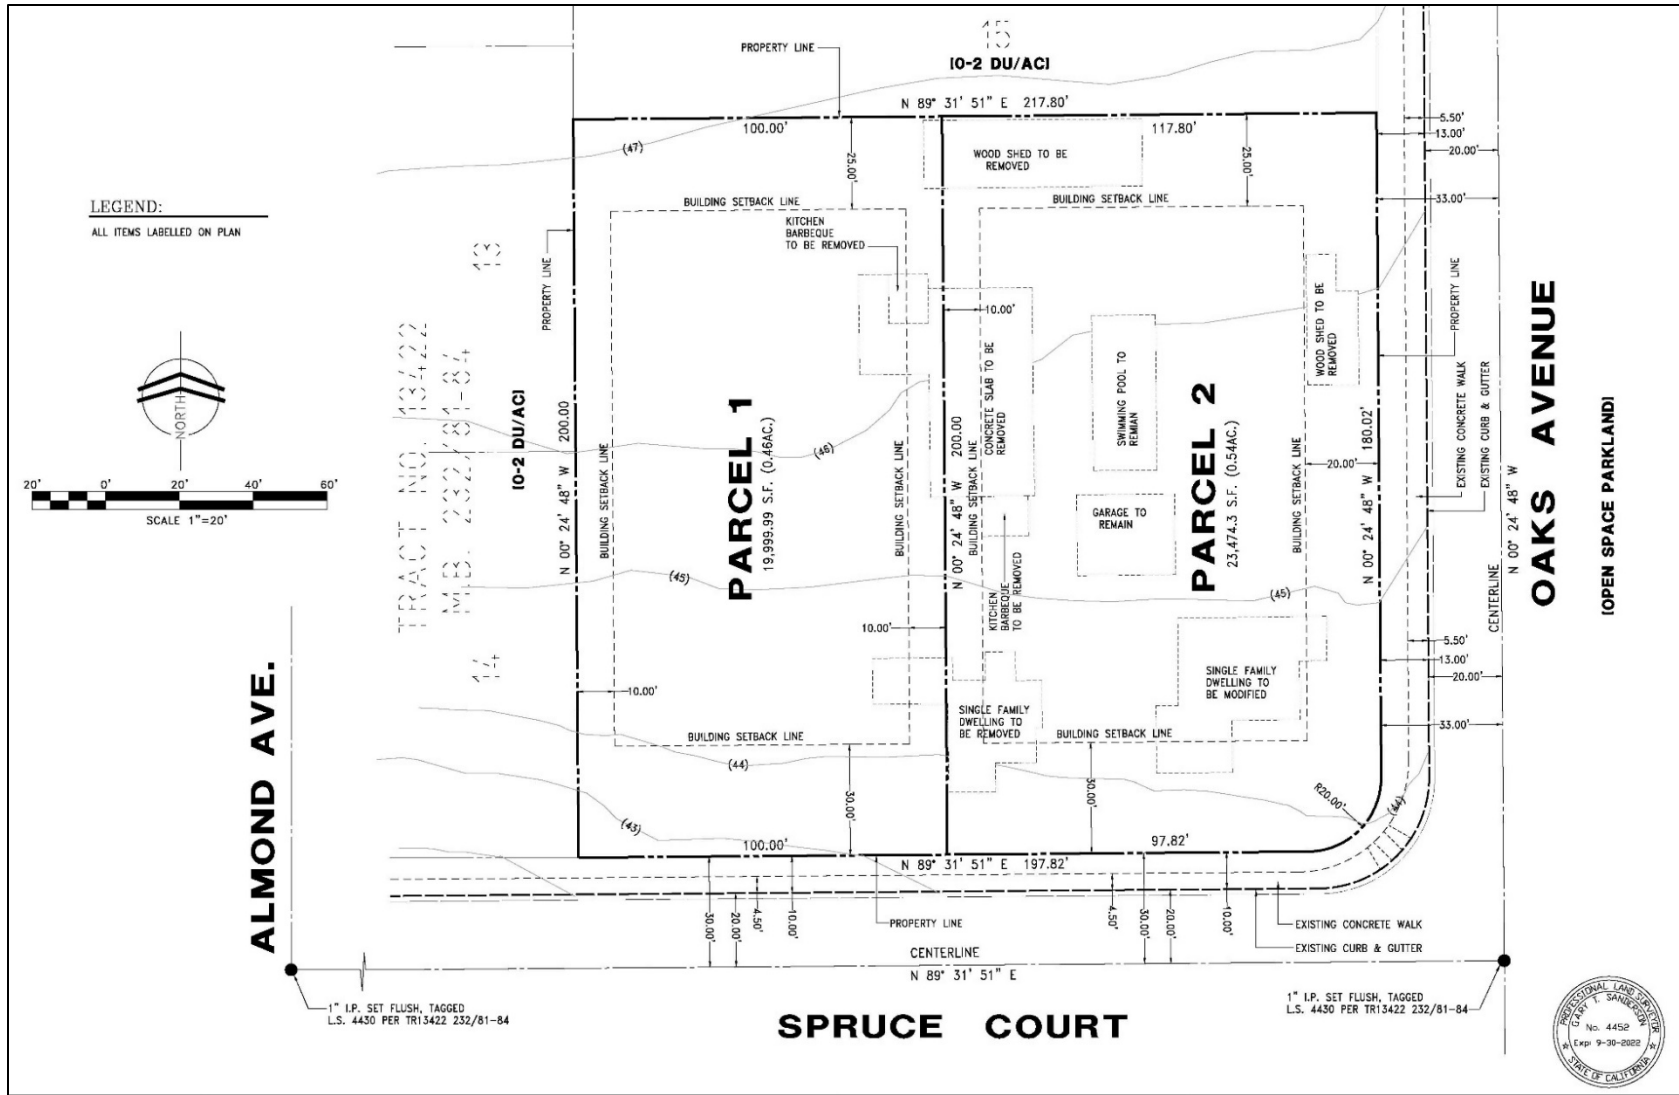 15
[0-2 DU/AC]
PROPERTY LINE
N 89° 31' 51" E 217.80'
100.00'
117.80'
5.50'
13.00'
20.00'
33.00'
(47)
25.00'
25.00'
WOOD SHED TO BE
REMOVED
BUILDING SETBACK LINE
BUILDING SETBACK LINE
LEGEND:
ALL ITEMS LABELLED ON PLAN
13
KITCHEN
BARBEQUE
TO BE REMOVED
PROPERTY LINE
10.00'
WOOD SHED TO BE
REMOVED
PROPERTY LINE
OAKS AVENUE
[OPEN SPACE PARKLAND]
NORTH
20' 0' 20' 40' 60'
SCALE 1"=20'
TRACT NO. 13422
M.B. 232/81-84
[0-2 DU/AC]
N 00° 24' 48" W 200.00
BUILDING SETBACK LINE
PARCEL 1
19,999.99 S.F. (0.46AC.)
(46)
BUILDING SETBACK LINE
N 00° 24' 48" W 200.00
BUILDING SETBACK LINE
CONCRETE SLAB TO BE
REMOVED
SWIMMING POOL TO
REMIAN
GARAGE TO
REMAIN
PARCEL 2
23,474.3 S.F. (0.54AC.)
BUILDING SETBACK LINE
20.00'
N 00° 24' 48" W 180.02'
EXISTING CONCRETE WALK
EXISTING CURB & GUTTER
N 00° 24' 48" W
CENTERLINE
(45)
(45)
KITCHEN
BARBEQUE
TO BE REMOVED
10.00'
14
10.00'
5.50'
13.00'
20.00'
33.00'
SINGLE FAMILY
DWELLING TO
BE MODIFIED
SINGLE FAMILY
DWELLING TO
BE REMOVED
BUILDING SETBACK LINE
BUILDING SETBACK LINE
(44)
30.00'
30.00'
R20.00'
(44)
(43)
100.00'
97.82'
N 89° 31' 51" E 197.82'
ALMOND AVE.
30.00'
20.00'
4.50'
10.00'
PROPERTY LINE
4.50'
30.00'
20.00'
10.00'
EXISTING CONCRETE WALK
EXISTING CURB & GUTTER
CENTERLINE
N 89° 31' 51" E
1" I.P. SET FLUSH, TAGGED
L.S. 4430 PER TR13422 232/81-84
1" I.P. SET FLUSH, TAGGED
L.S. 4430 PER TR13422 232/81-84
SPRUCE COURT
PROFESSIONAL LAND SURVEYOR
GARY T. SANDERSON
No. 4452
Exp: 9-30-2022
STATE OF CALIFORNIA